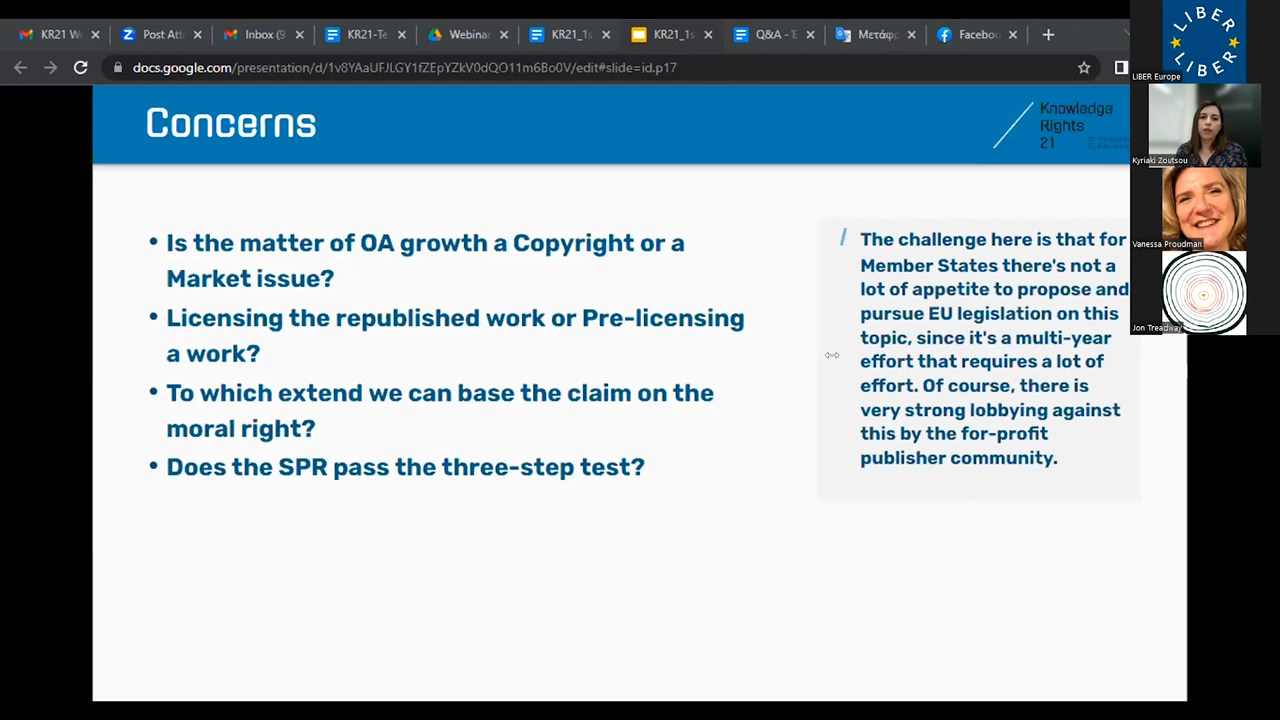 KR21 W
Post Att
Inbox (9
KR21-Te
Webinar
KR21_1s
KR21_1s
Q&A - E
Μετάφρ
Faceboo
docs.google.com/presentation/d/1v8YAaUFJLGY1fZEpYZkV0dQO11m6Bo0V/edit#slide=id.p17
LIBER
LIBER
LIBER Europe
Kyriaki Zoutsou
Vanessa Proudman
Jon Treadway
Concerns
Knowledge
Rights
21
• Is the matter of OA growth a Copyright or a
Market issue?
• Licensing the republished work or Pre-licensing
a work?
• To which extend we can base the claim on the
moral right?
• Does the SPR pass the three-step test?
The challenge here is that for
Member States there's not a
lot of appetite to propose and
pursue EU legislation on this
topic, since it's a multi-year
effort that requires a lot of
effort. Of course, there is
very strong lobbying against
this by the for-profit
publisher community.